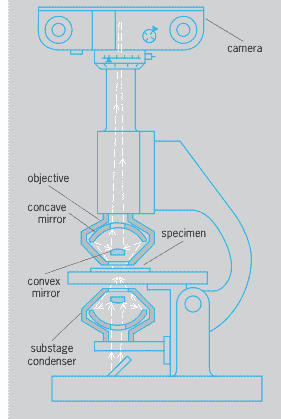 camera
objective
concave
mirror
specimen
convex
mirror
substage
condenser